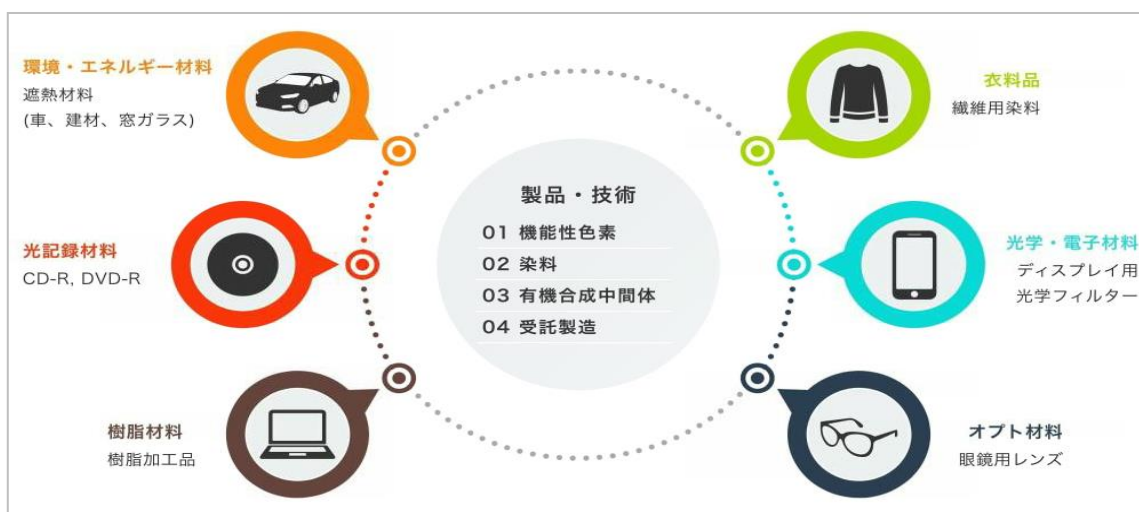 環境・エネルギー材料
遮熱材料
(車、建材、窓ガラス)
光記録材料
CD-R, DVD-R
樹脂材料
樹脂加工品
製品・技術
01 機能性色素
02 染料
03 有機合成中間体
04 受託製造
衣料品
繊維用染料
光学・電子材料
ディスプレイ用
光学フィルター
オプト材料
眼鏡用レンズ